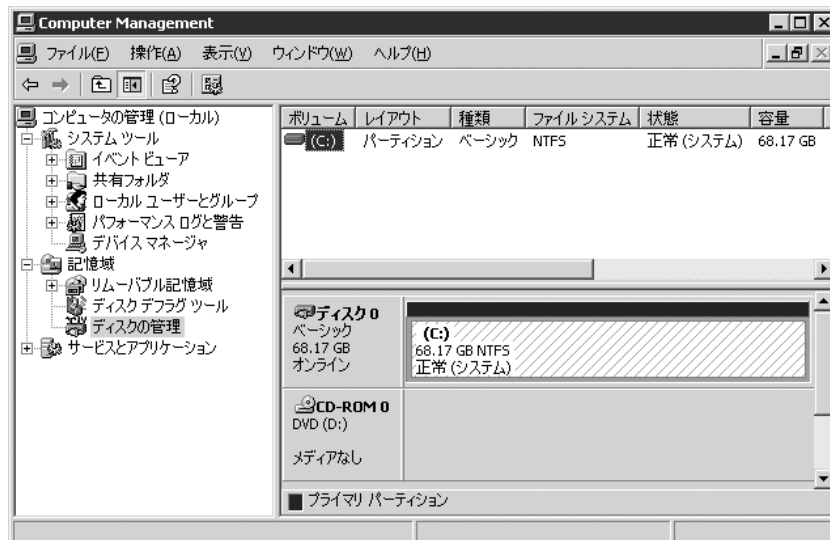 Computer Management
ファイル(F) 操作(A) 表示(V) ウィンドウ(W) ヘルプ(H)
コンピュータの管理 (ローカル)
システム ツール
イベント ビューア
共有フォルダ
ローカル ユーザーとグループ
パフォーマンス ログと警告
デバイス マネージャ
記憶域
リムーバブル記憶域
ディスク デフラグ ツール
ディスクの管理
サービスとアプリケーション
ボリューム レイアウト 種類 ファイル システム 状態 容量
(C:) パーティション ベーシック NTFS 正常 (システム) 68.17 GB
ディスク 0
ベーシック
68.17 GB
オンライン
(C:)
68.17 GB NTFS
正常 (システム)
CD-ROM 0
DVD (D:)
メディアなし
プライマリ パーティション